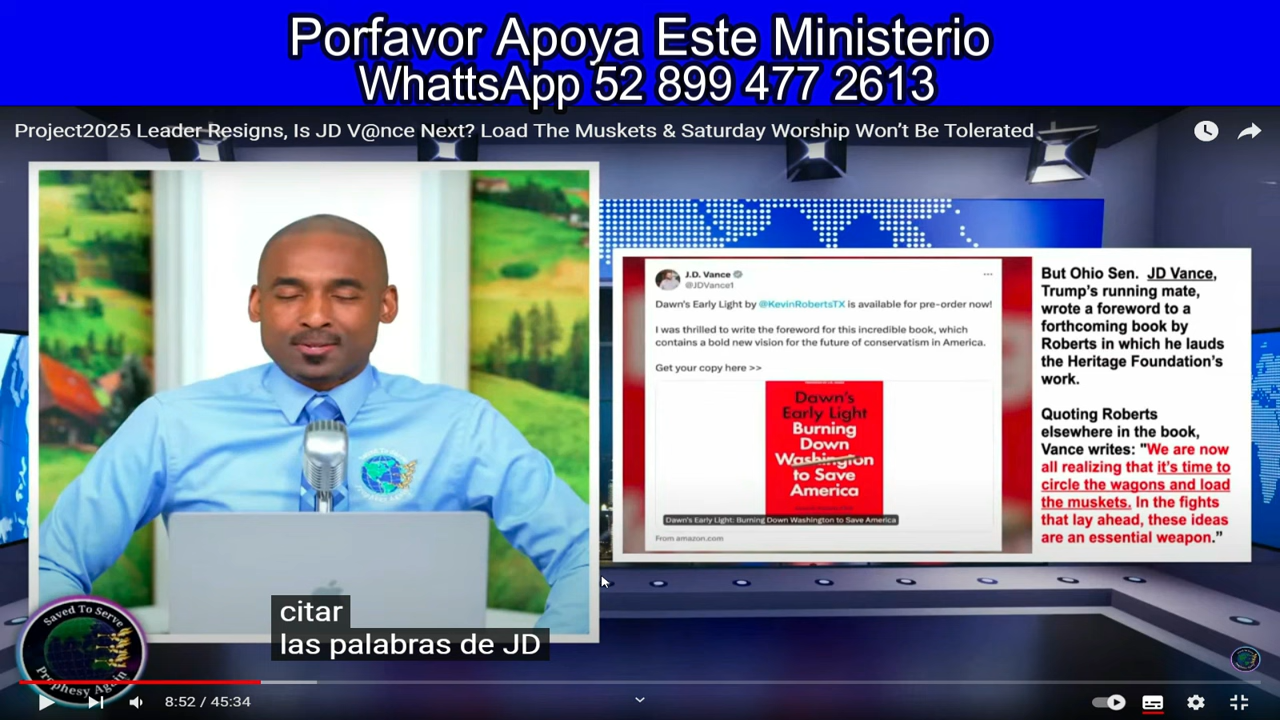 Porfavor Apoya Este Ministerio
WhattsApp 52 899 477 2613
Project2025 Leader Resigns, Is JD V@nce Next? Load The Muskets & Saturday Worship Won’t Be Tolerated
J.D. Vance
@JDVance1
Dawn's Early Light by @KevinRobertsTX is available for pre-order now!
I was thrilled to write the foreword for this incredible book, which
contains a bold new vision for the future of conservatism in America.
Get your copy here >>
Dawn's
Early Light
Burning
Down
Washington
to Save
America
Dawn's Early Light: Burning Down Washington to Save America
From amazon.com
But Ohio Sen. JD Vance,
Trump’s running mate,
wrote a foreword to a
forthcoming book by
Roberts in which he lauds
the Heritage Foundation’s
work.
Quoting Roberts
elsewhere in the book,
Vance writes: "We are now
all realizing that it’s time to
circle the wagons and load
the muskets. In the fights
that lay ahead, these ideas
are an essential weapon.”
citar
las palabras de JD
Saved To Serve
Prophesy Again
8:52 / 45:34